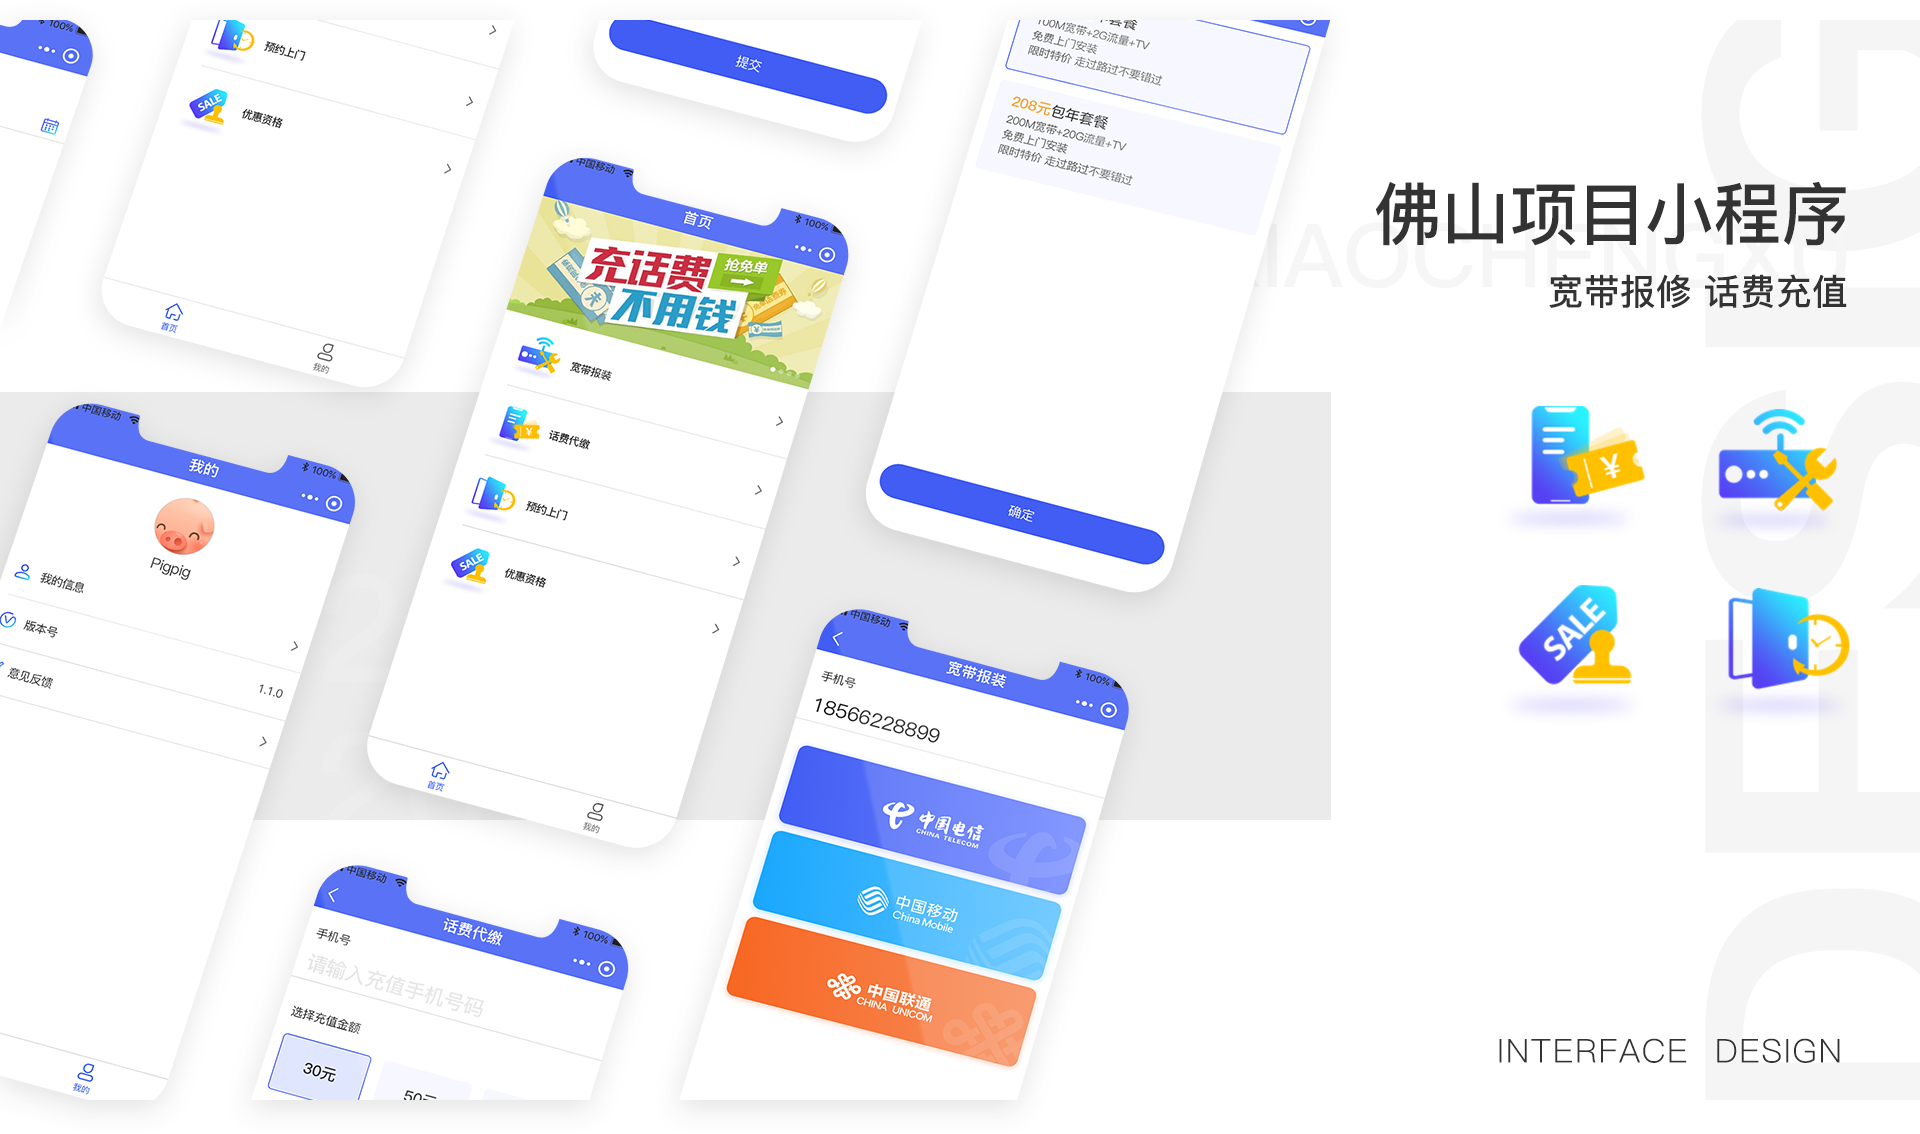 100%
预约上门
SALE
优惠资格
首页
我的
提交
100M宽带+2G流量+TV
免费上门安装
限时特价 走过路过不要错过
208元包年套餐
200M宽带+20G流量+TV
免费上门安装
限时特价 走过路过不要错过
确定
中国移动
100%
首页
充话费
不用钱
抢免单
宽带报装
话费代缴
预约上门
SALE
优惠资格
首页
我的
中国移动
100%
我的
Pigpig
我的信息
版本号
1.1.0
意见反馈
我的
中国移动
100%
话费代缴
手机号
请输入充值手机号码
选择充值金额
30元
50元
中国移动
100%
宽带报装
手机号
18566228899
中国电信
CHINA TELECOM
中国移动
China Mobile
中国联通
CHINA UNICOM
佛山项目小程序
XIAOCHENGXU
宽带报修 话费充值
SALE
INTERFACE DESIGN
DESIG